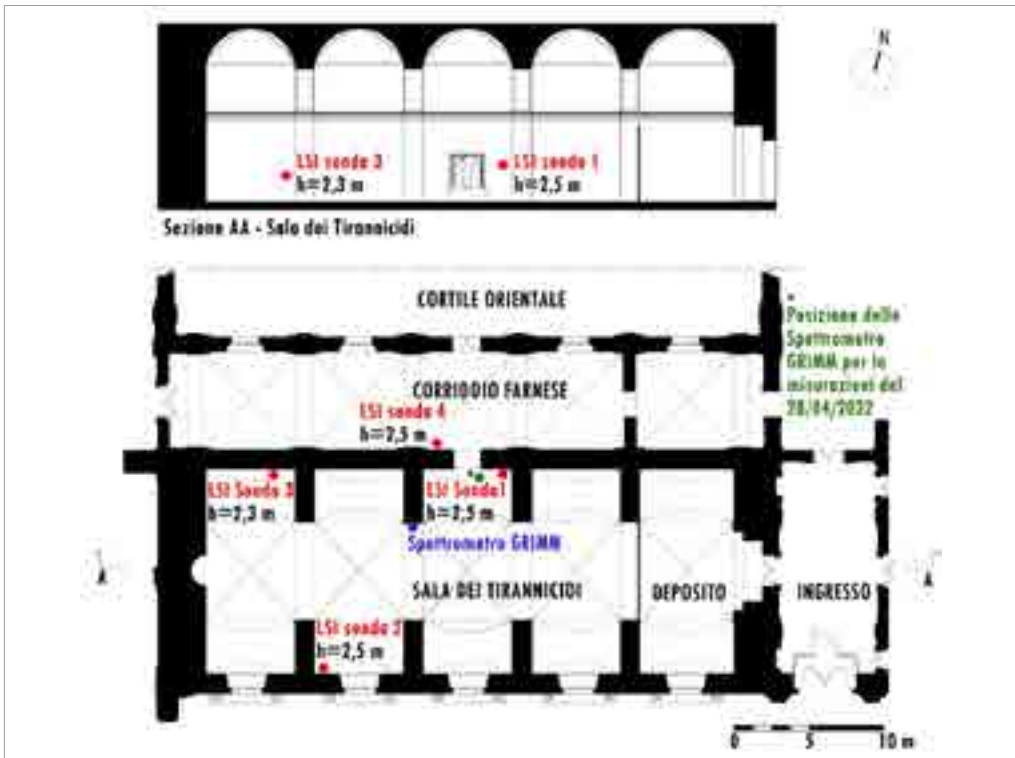 N
LSI sonda 3
h=2,3 m
LSI sonda 1
h=2,5 m
Sezione AA - Sala dei Tirannicidi
CORTILE ORIENTALE
*
Posizione dello
Spettrometro
GRIMM per la
misurazioni del
28/04/2022
CORRIDOIO FARNESE
LSI sonda 4
h=2,5 m
LSI Sonda 3
h=2,3 m
LSI Sonda1
h=2,5 m
*
Spettrometro GRIMM
A
SALA DEI TIRANNICIDI
DEPOSITO
INGRESSO
A
LSI sonda 2
h=2,5 m
0 5 10 m